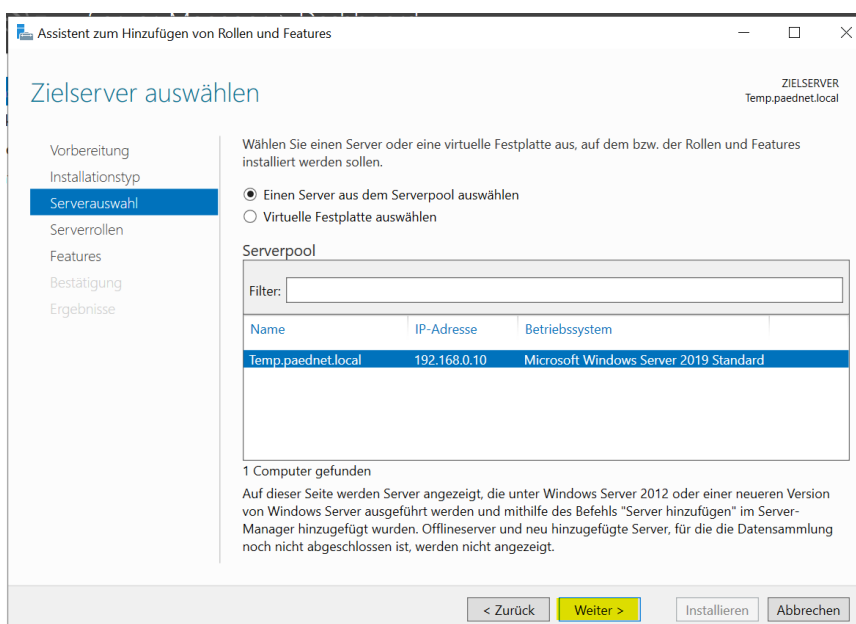 Assistent zum Hinzufügen von Rollen und Features
Zielserver auswählen
ZIELSERVER
Temp.paednet.local
Vorbereitung
Installationstyp
Serverauswahl
Serverrollen
Features
Bestätigung
Ergebnisse
Wählen Sie einen Server oder eine virtuelle Festplatte aus, auf dem bzw. der Rollen und Features
installiert werden sollen.
Einen Server aus dem Serverpool auswählen
Virtuelle Festplatte auswählen
Serverpool
Filter:
Name IP-Adresse Betriebssystem
Temp.paednet.local 192.168.0.10 Microsoft Windows Server 2019 Standard
1 Computer gefunden
Auf dieser Seite werden Server angezeigt, die unter Windows Server 2012 oder einer neueren Version
von Windows Server ausgeführt werden und mithilfe des Befehls "Server hinzufügen" im Server-
Manager hinzugefügt wurden. Offlineserver und neu hinzugefügte Server, für die die Datensammlung
noch nicht abgeschlossen ist, werden nicht angezeigt.
< Zurück Weiter > Installieren Abbrechen